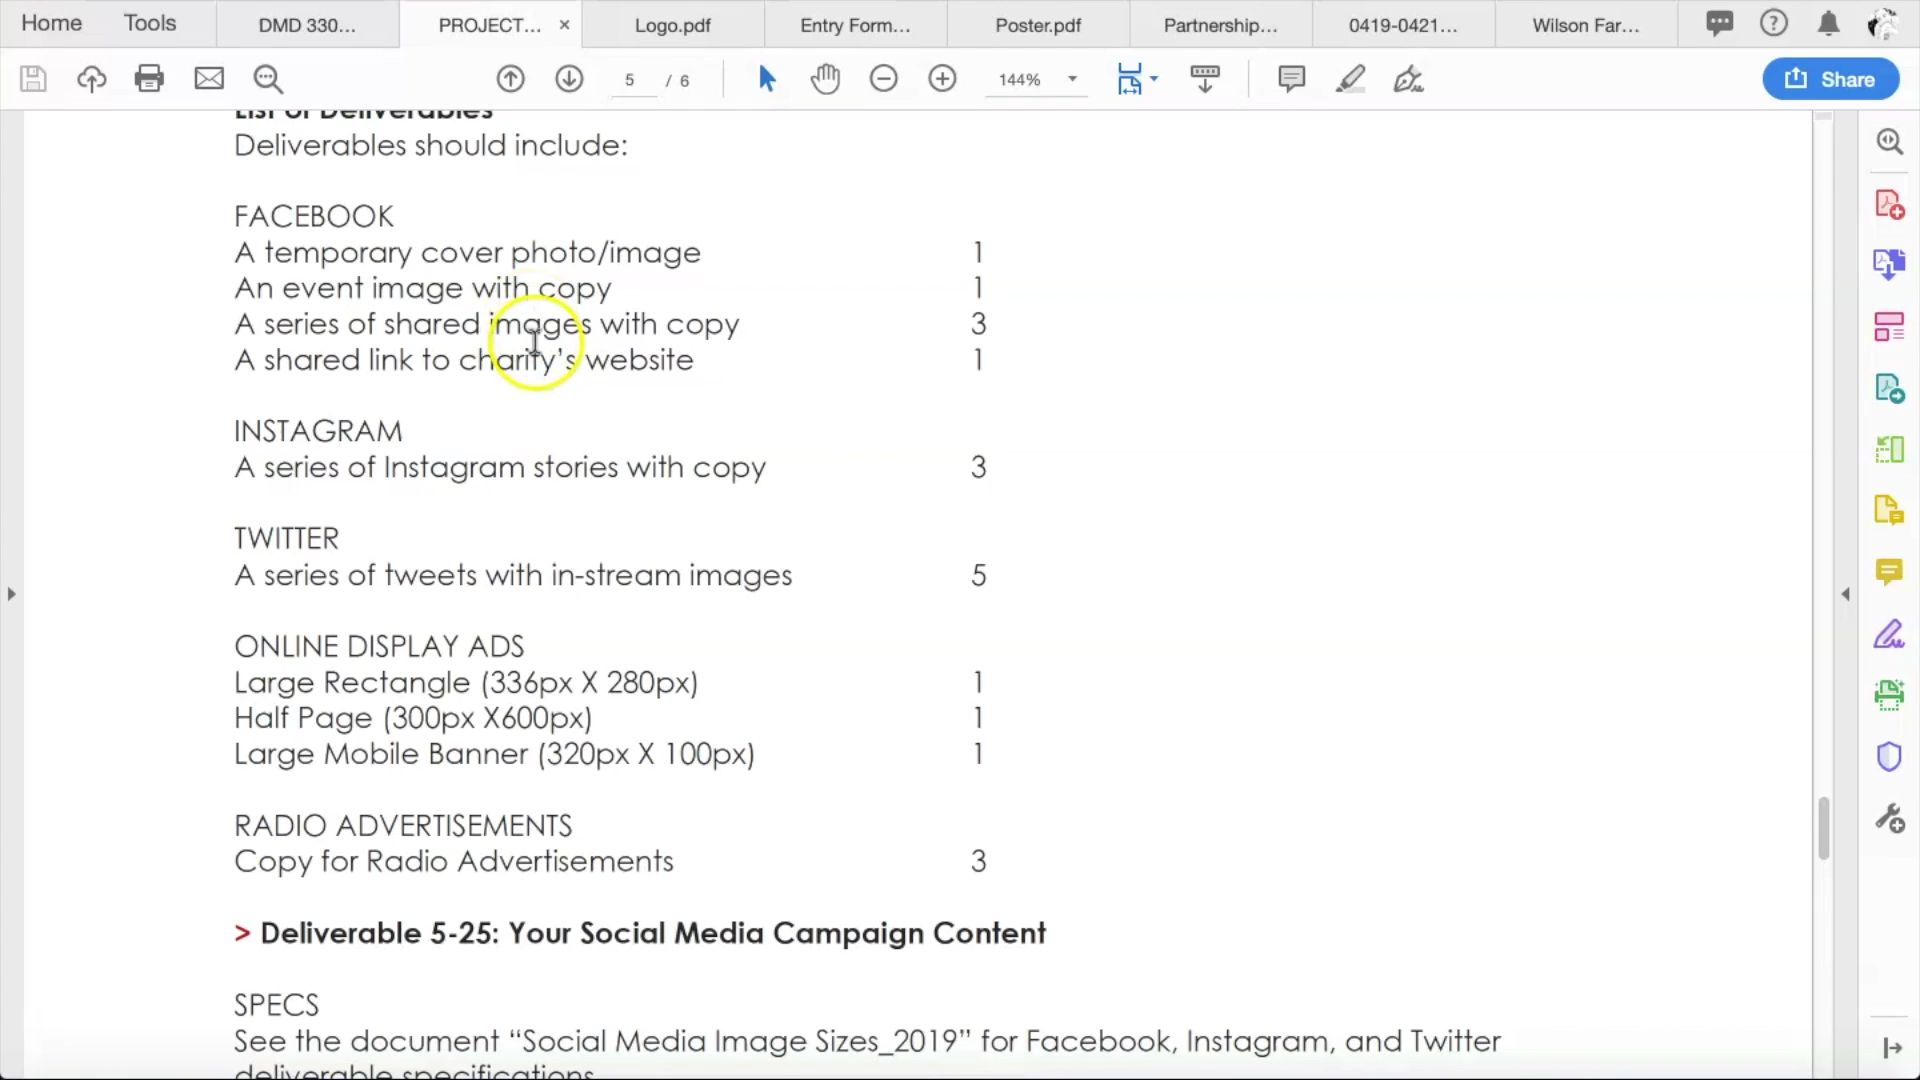 Home Tools DMD 330... PROJECT... × Logo.pdf Entry Form... Poster.pdf Partnership... 0419-0421... Wilson Far...
5 / 6 144% Share
List of Deliverables
Deliverables should include:
FACEBOOK
A temporary cover photo/image 1
An event image with copy 1
A series of shared images with copy 3
A shared link to charity’s website 1
INSTAGRAM
A series of Instagram stories with copy 3
TWITTER
A series of tweets with in-stream images 5
ONLINE DISPLAY ADS
Large Rectangle (336px X 280px) 1
Half Page (300px X600px) 1
Large Mobile Banner (320px X 100px) 1
RADIO ADVERTISEMENTS
Copy for Radio Advertisements 3
> Deliverable 5-25: Your Social Media Campaign Content
SPECS
See the document “Social Media Image Sizes_2019” for Facebook, Instagram, and Twitter
deliverable specifications